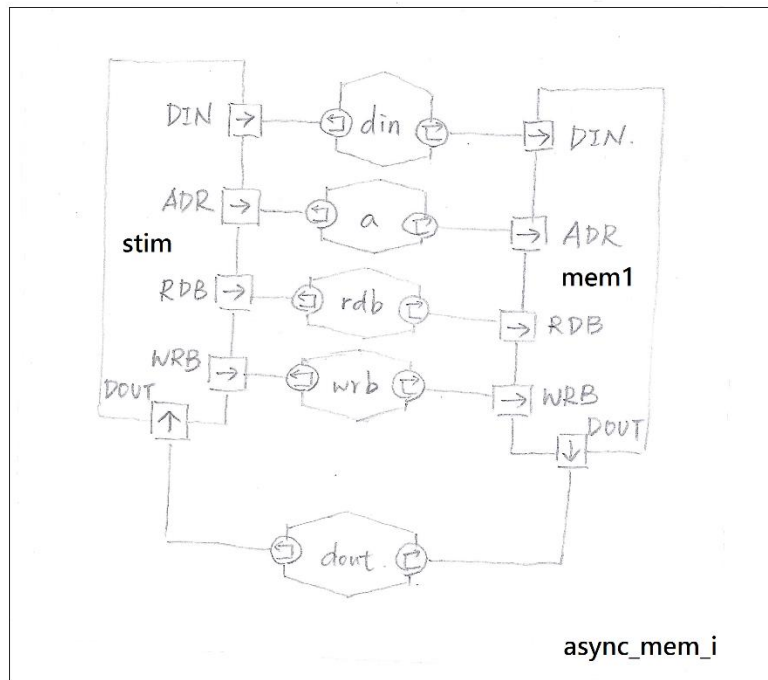 DIN
din
DIN.
ADR
a
ADR
stim
mem1
RDB
rdb
RDB
WRB
wrb
WRB
DOUT
DOUT
dout.
async_mem_i